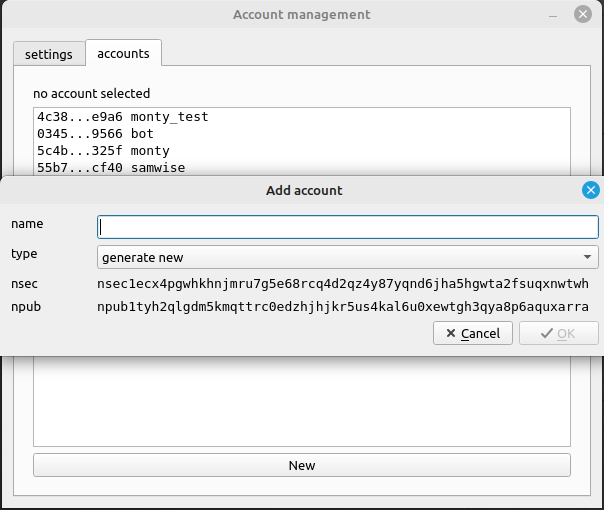 Account management
settings
accounts
no account selected
4c38...e9a6 monty_test
0345...9566 bot
5c4b...325f monty
55b7...cf40 samwise
Add account
name
type
generate new
nsec
nsec1ecx4pgwhkhnjmru7g5e68rcq4d2qz4y87yqnd6jha5hgwta2fsuqxnwtwh
npub
npub1tyh2qlgdm5kmqttrc0edzhjhjkr5us4kal6u0xewtgh3qya8p6aquxarra
Cancel
OK
New